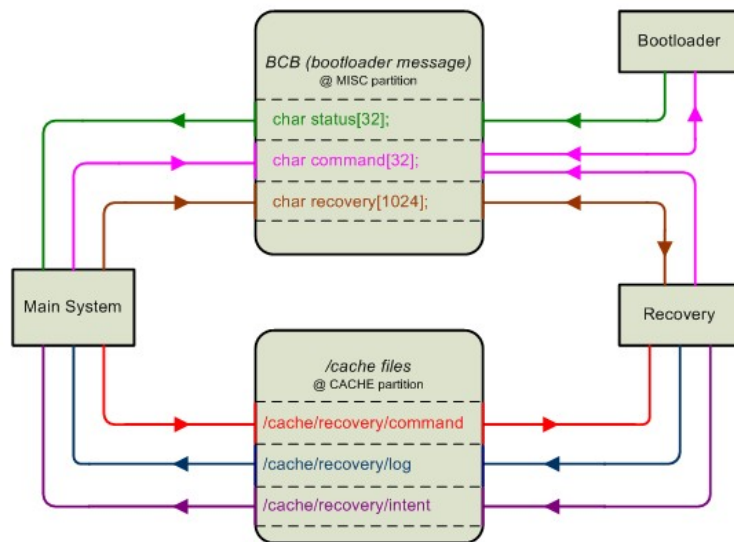 BCB (bootloader message)
@ MISC partition
Bootloader
char status[32];
char command[32];
char recovery[1024];
Main System
Recovery
/cache files
@ CACHE partition
/cache/recovery/command
/cache/recovery/log
/cache/recovery/intent